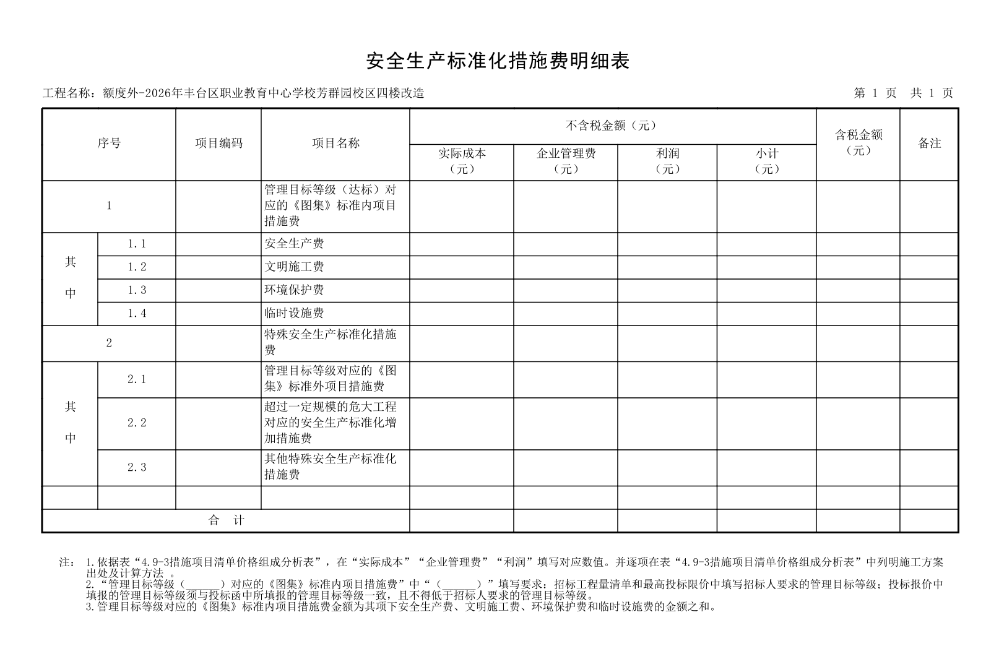 安全生产标准化措施费明细表
工程名称：额度外-2026年丰台区职业教育中心学校芳群园校区四楼改造
第 1 页 共 1 页
序号
项目编码
项目名称
不含税金额（元）
含税金额
（元）
备注
实际成本
（元）
企业管理费
（元）
利润
（元）
小计
（元）
1
管理目标等级（达标）对
应的《图集》标准内项目
措施费
其
中
1.1
安全生产费
1.2
文明施工费
1.3
环境保护费
1.4
临时设施费
2
特殊安全生产标准化措施
费
其
中
2.1
管理目标等级对应的《图
集》标准外项目措施费
2.2
超过一定规模的危大工程
对应的安全生产标准化增
加措施费
2.3
其他特殊安全生产标准化
措施费
合 计
注： 1.依据表“4.9-3措施项目清单价格组成分析表”，在“实际成本”“企业管理费”“利润”填写对应数值。并逐项在表“4.9-3措施项目清单价格组成分析表”中列明施工方案
出处及计算方法 。
2.“管理目标等级（______）对应的《图集》标准内项目措施费”中“（______）”填写要求：招标工程量清单和最高投标限价中填写招标人要求的管理目标等级；投标报价中
填报的管理目标等级须与投标函中所填报的管理目标等级一致，且不得低于招标人要求的管理目标等级。
3.管理目标等级对应的《图集》标准内项目措施费金额为其项下安全生产费、文明施工费、环境保护费和临时设施费的金额之和。